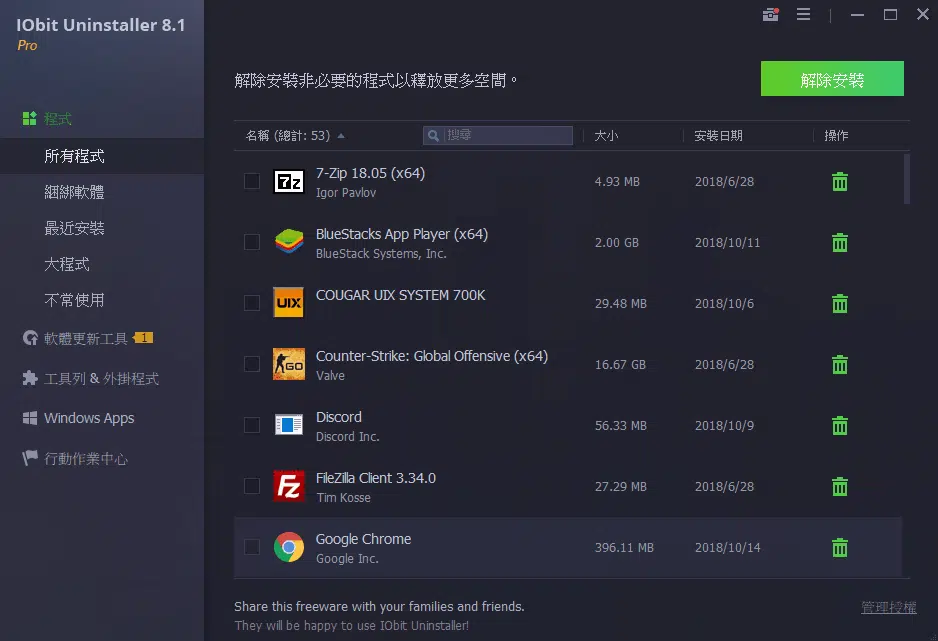 IObit Uninstaller 8.1
Pro
程式
所有程式
綑綁軟體
最近安裝
大程式
不常使用
軟體更新工具 1
工具列 & 外掛程式
Windows Apps
行動作業中心
解除安裝非必要的程式以釋放更多空間。
解除安裝
名稱 (總計: 53) 搜尋 大小 安裝日期 操作
7z
7-Zip 18.05 (x64)
Igor Pavlov
4.93 MB 2018/6/28
BlueStacks App Player (x64)
BlueStack Systems, Inc.
2.00 GB 2018/10/11
UIX
COUGAR UIX SYSTEM 700K
29.48 MB 2018/10/6
GO
Counter-Strike: Global Offensive (x64)
Valve
16.67 GB 2018/6/28
Discord
Discord Inc.
56.33 MB 2018/10/9
Fz
FileZilla Client 3.34.0
Tim Kosse
27.29 MB 2018/6/28
Google Chrome
Google Inc.
396.11 MB 2018/10/14
Share this freeware with your families and friends.
They will be happy to use IObit Uninstaller!
管理授權